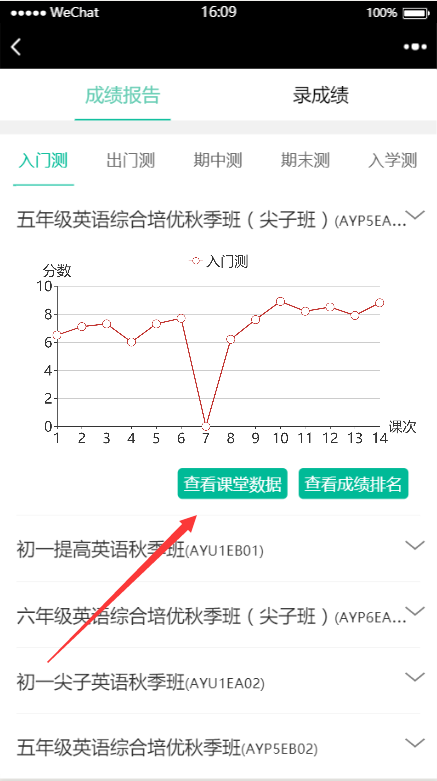 ●●●●● WeChat 16:09 100%
成绩报告 录成绩
入门测 出门测 期中测 期未测 入学测
五年级英语综合培优秋季班（尖子班）(AYP5EA...
入门测
分数
10
8
6
4
2
0
1 2 3 4 5 6 7 8 9 10 11 12 13 14 课次
查看课堂数据 查看成绩排名
初一提高英语秋季班(AYU1EB01)
六年级英语综合培优秋季班（尖子班）(AYP6EA...
初一尖子英语秋季班(AYU1EA02)
五年级英语综合培优秋季班(AYP5EB02)